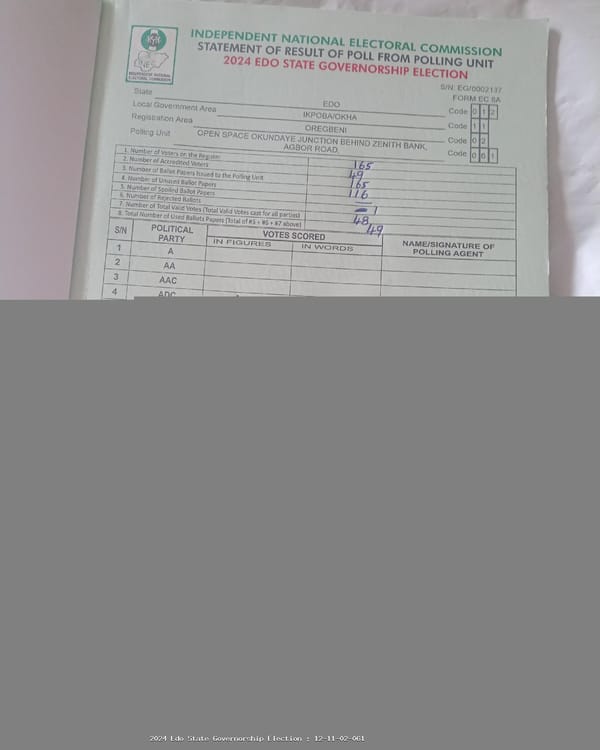 INDEPENDENT NATIONAL ELECTORAL COMMISSION
STATEMENT OF RESULT OF POLL FROM POLLING UNIT
2024 EDO STATE GOVERNORSHIP ELECTION
INEC
INDEPENDENT NATIONAL ELECTORAL COMMISSION
S/N: EG/0002137
FORM EC 8A
State EDO Code 0 1 2
Local Government Area IKPOBA/OKHA Code 1 1
Registration Area OREGBENI Code 0 2
Polling Unit OPEN SPACE OKUNDAYE JUNCTION BEHIND ZENITH BANK, AGBOR ROAD, Code 0 6 1
1. Number of Voters on the Register 165
2. Number of Accredited Voters 49
3. Number of Ballot Papers Issued to the Polling Unit 165
4. Number of Unused Ballot Papers 116
5. Number of Spoiled Ballot Papers —
6. Number of Rejected Ballots 1
7. Number of Total Valid Votes (Total Valid Votes cast for all parties) 48
8. Total Number of Used Ballots Papers (Total of #5 + #6 + #7 above) 49
S/N POLITICAL PARTY VOTES SCORED NAME/SIGNATURE OF POLLING AGENT
IN FIGURES IN WORDS
1 A
2 AA
3 AAC
4 ADC
2024 Edo State Governorship Election : 12-11-02-061